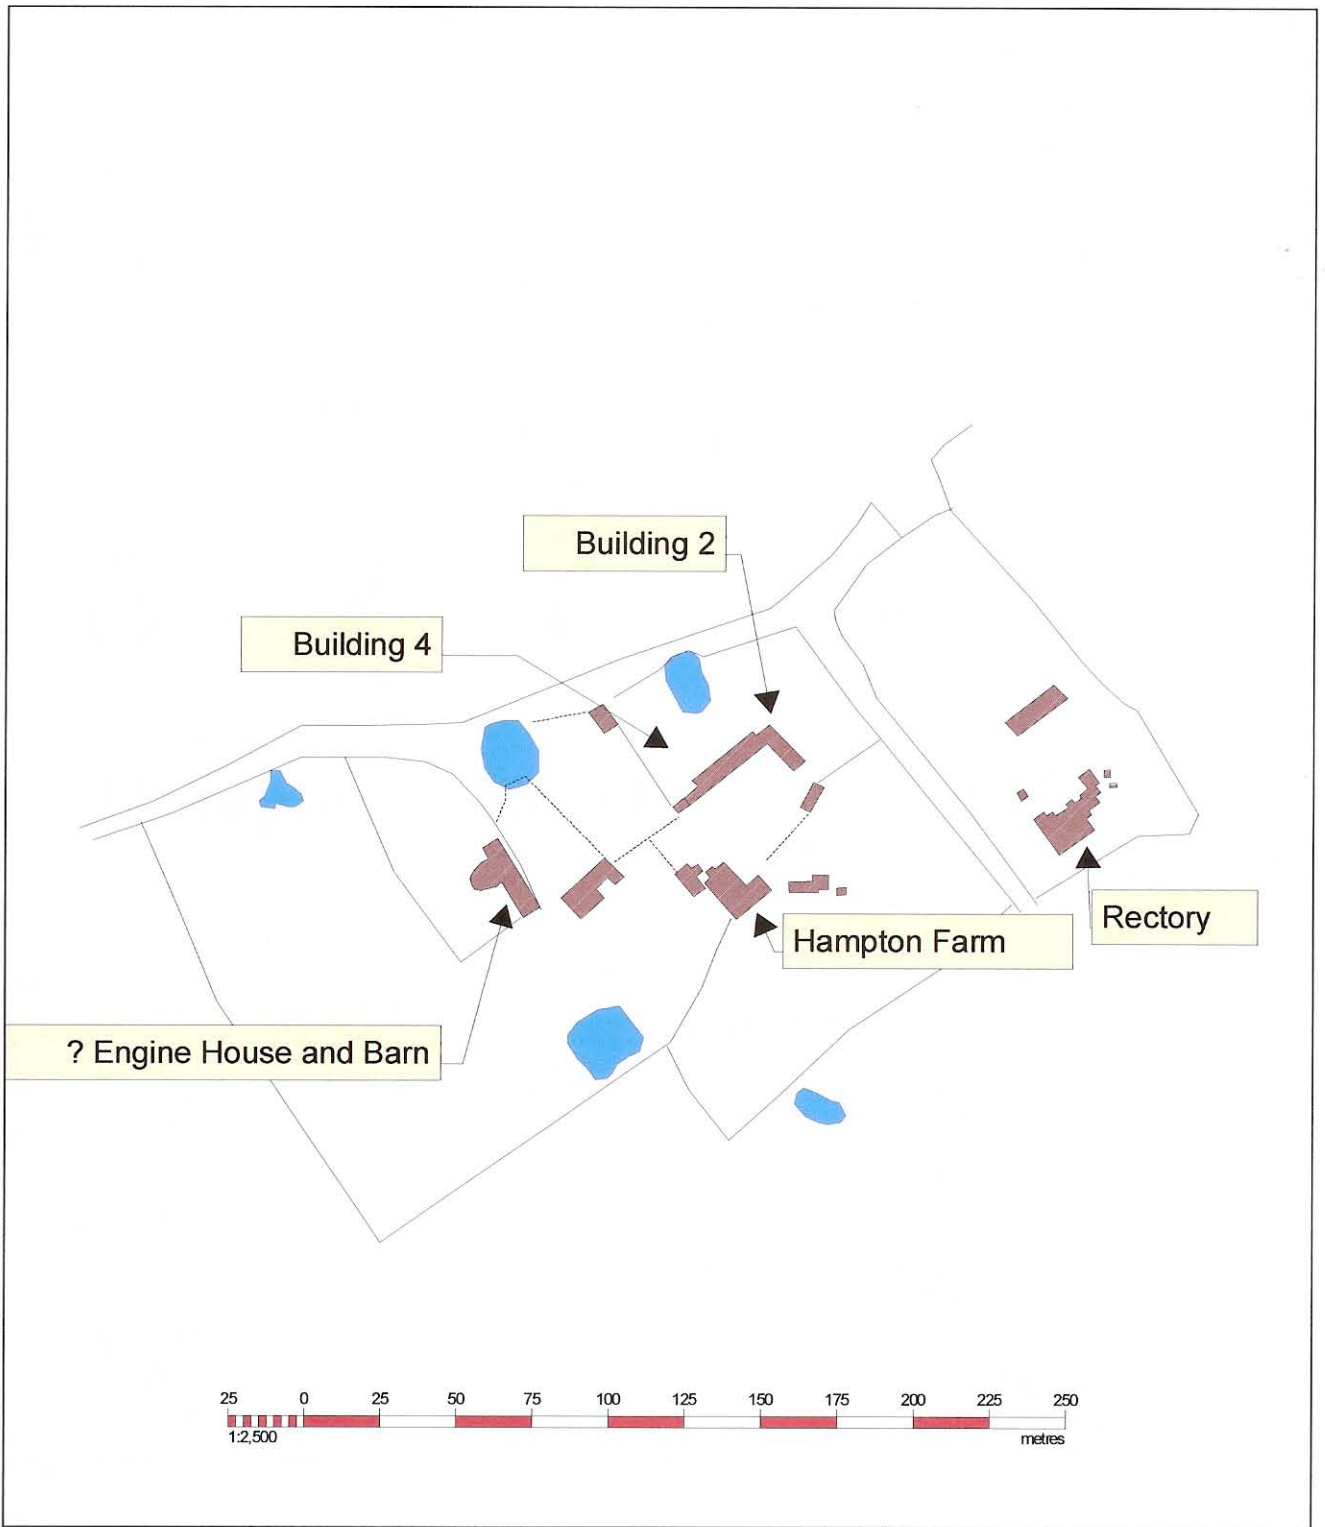 Building 2
Building 4
Rectory
Hampton Farm
? Engine House and Barn
25 0 25 50 75 100 125 150 175 200 225 250
1:2,500 metres